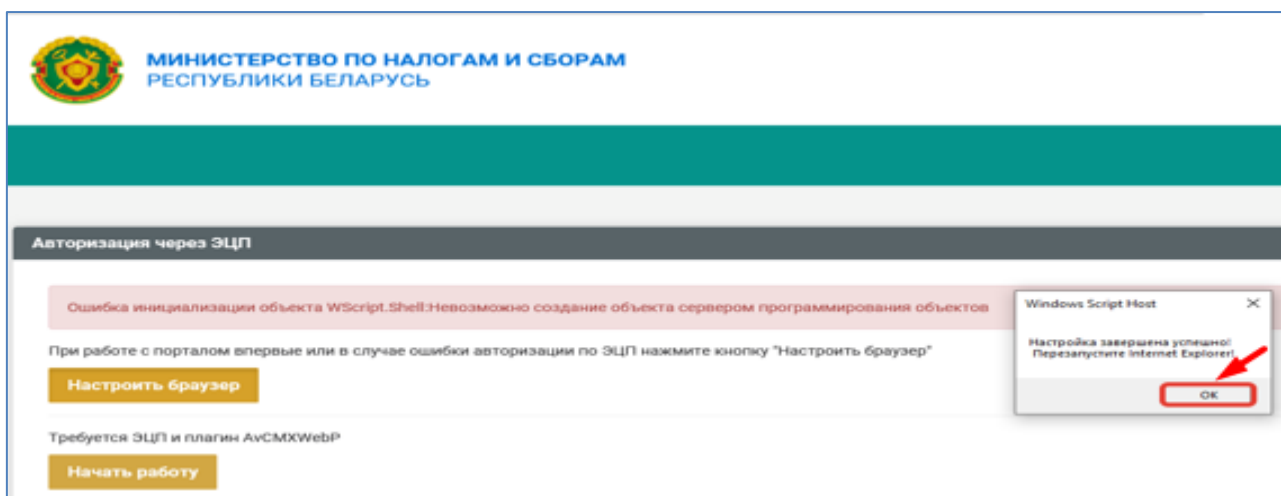 МИНИСТЕРСТВО ПО НАЛОГАМ И СБОРАМ
РЕСПУБЛИКИ БЕЛАРУСЬ
Авторизация через ЭЦП
Ошибка инициализации объекта WScript.Shell:Невозможно создание объекта сервером программирования объектов
При работе с порталом впервые или в случае ошибки авторизации по ЭЦП нажмите кнопку "Настроить браузер"
Настроить браузер
Требуется ЭЦП и плагин AvCMXWebP
Начать работу
Windows Script Host
Настройка завершена успешно!
Перезапустите Internet Explorer!
ОК